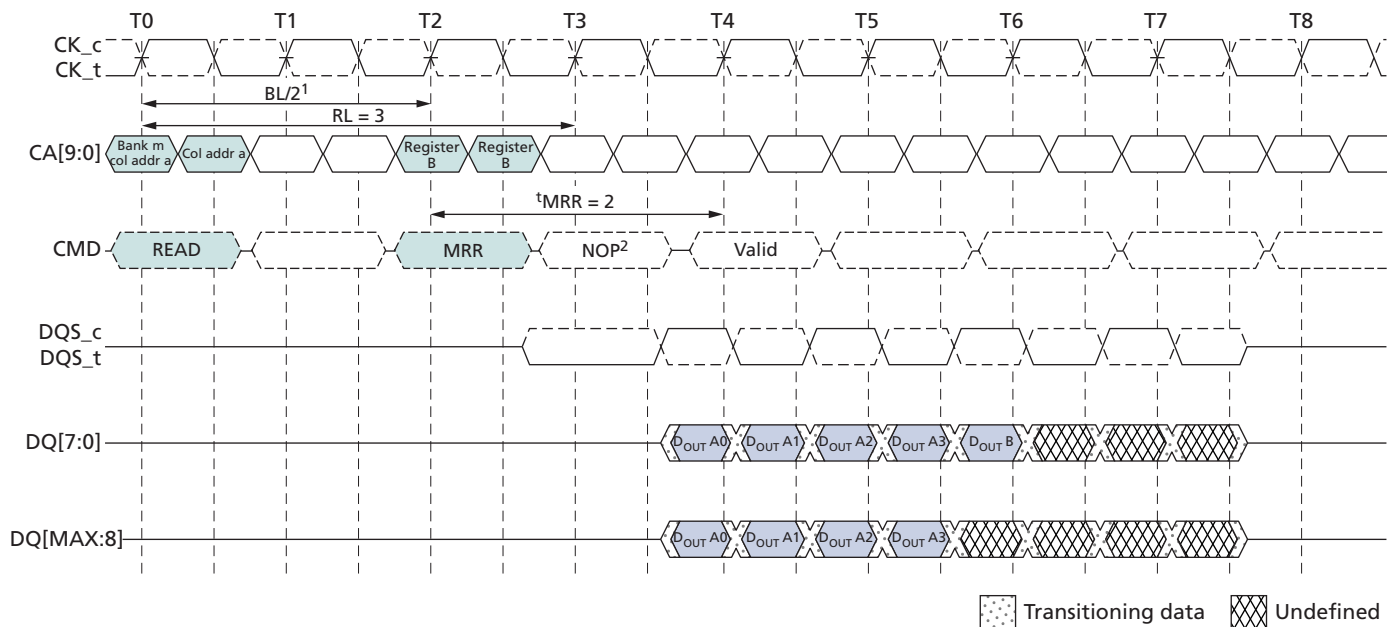 T0 T1 T2 T3 T4 T5 T6 T7 T8
CK_c
CK_t
BL/2¹
RL = 3
CA[9:0]
Bank m
col addr a
Col addr a
Register
B
Register
B
ᵗMRR = 2
CMD READ MRR NOP² Valid
DQS_c
DQS_t
DQ[7:0] DOUT A0 DOUT A1 DOUT A2 DOUT A3 DOUT B
DQ[MAX:8] DOUT A0 DOUT A1 DOUT A2 DOUT A3
Transitioning data Undefined